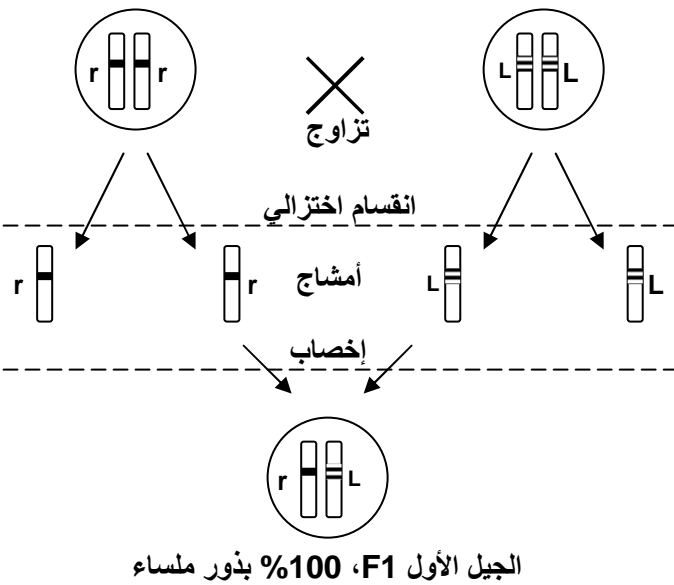 r r L L
تزاوج
انقسام اختزالي
r r أمشاج L L
إخصاب
r L
الجيل الأول F1، 100% بذور ملساء